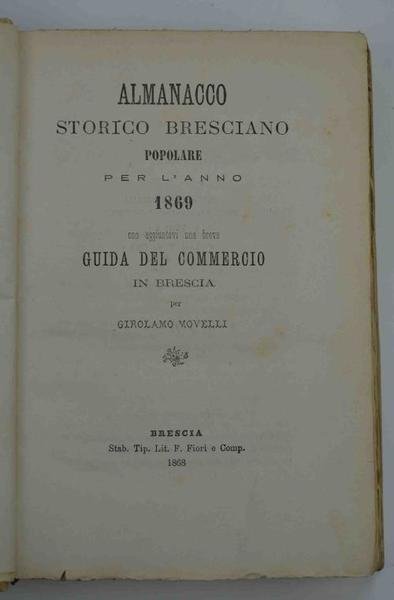 ALMANACCO
STORICO BRESCIANO
POPOLARE
PER L'ANNO
1869
con aggiuntavi una breve
GUIDA DEL COMMERCIO
IN BRESCIA
per
GIROLAMO NOVELLI
BRESCIA
Stab. Tip. Lit. F. Fiori e Comp.
1868